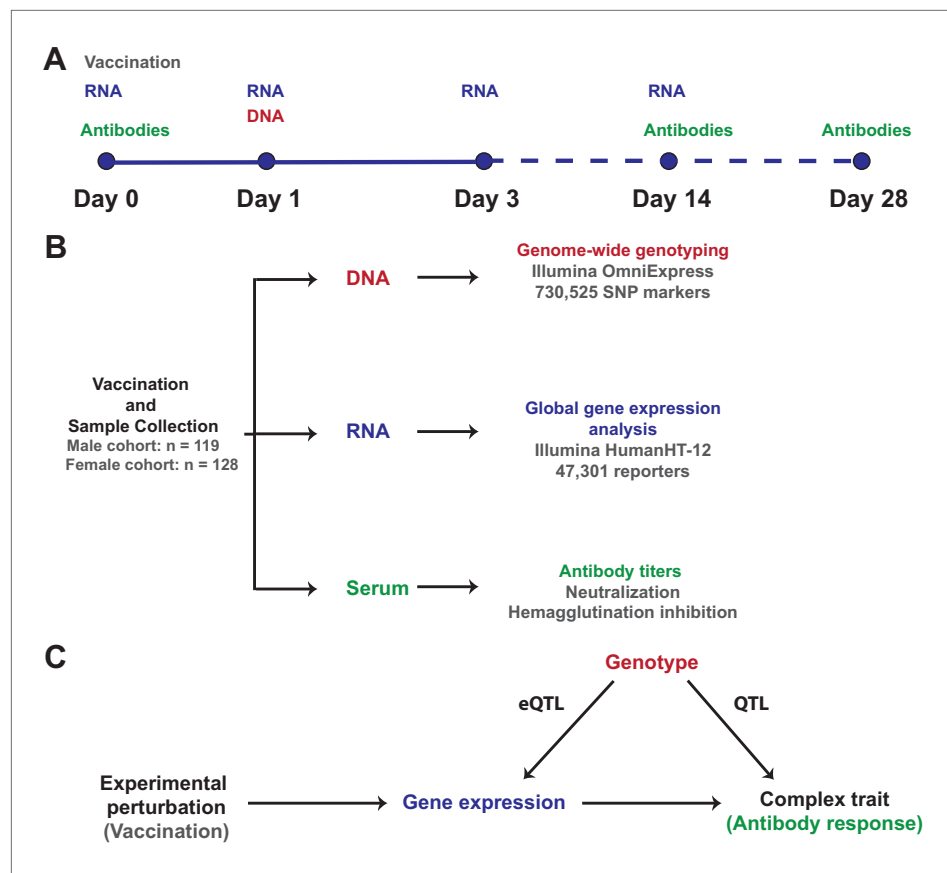 A
Vaccination
RNA RNA RNA RNA
DNA
Antibodies Antibodies Antibodies
Day 0 Day 1 Day 3 Day 14 Day 28
B
DNA
Genome-wide genotyping
Illumina OmniExpress
730,525 SNP markers
Vaccination
and
Sample Collection
Male cohort: n = 119
Female cohort: n = 128
RNA
Global gene expression
analysis
Illumina HumanHT-12
47,301 reporters
Serum
Antibody titers
Neutralization
Hemagglutination inhibition
C
Genotype
eQTL QTL
Experimental
perturbation
(Vaccination)
Gene expression
Complex trait
(Antibody response)